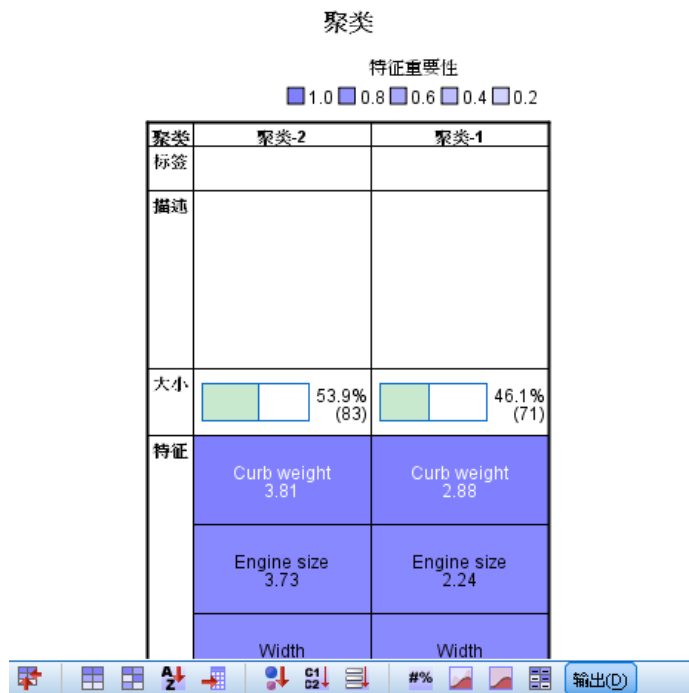 聚类
特征重要性
1.0 0.8 0.6 0.4 0.2
聚类 聚类-2 聚类-1
标签
描述
大小 53.9% (83) 46.1% (71)
特征
Curb weight 3.81 Curb weight 2.88
Engine size 3.73 Engine size 2.24
Width Width
A Z C1 C2 #% 输出(D)